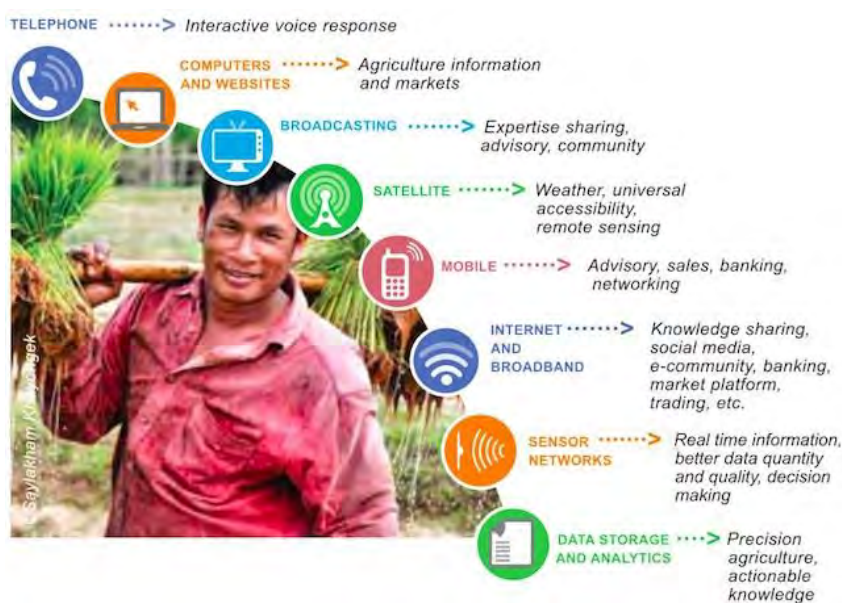 TELEPHONE Interactive voice response
COMPUTERS Agriculture information
AND WEBSITES and markets
BROADCASTING Expertise sharing,
advisory, community
SATELLITE Weather, universal
accessibility,
remote sensing
MOBILE Advisory, sales, banking,
networking
INTERNET Knowledge sharing,
AND social media,
BROADBAND e-community, banking,
market platform,
trading, etc.
SENSOR Real time information,
NETWORKS better data quantity
and quality, decision
making
DATA STORAGE Precision
AND ANALYTICS agriculture,
actionable
knowledge